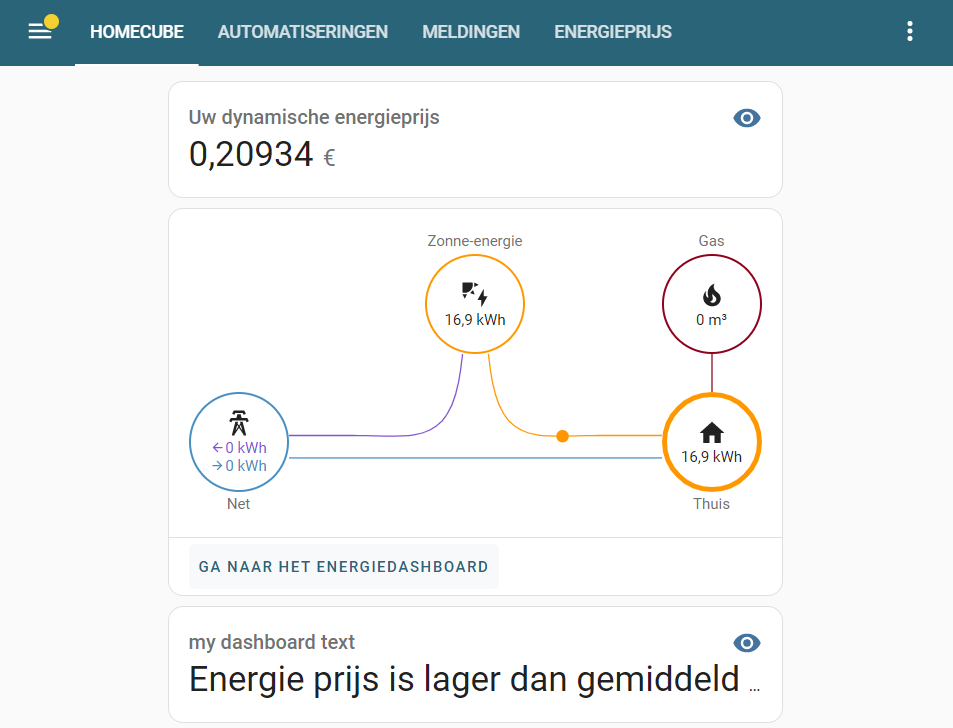 HOMECUBE AUTOMATISERINGEN MELDINGEN ENERGIEPRIJS
Uw dynamische energieprijs
0,20934 €
Zonne-energie
Gas
16,9 kWh
0 m³
←0 kWh
→0 kWh
16,9 kWh
Net
Thuis
GA NAAR HET ENERGIEDASHBOARD
my dashboard text
Energie prijs is lager dan gemiddeld ...